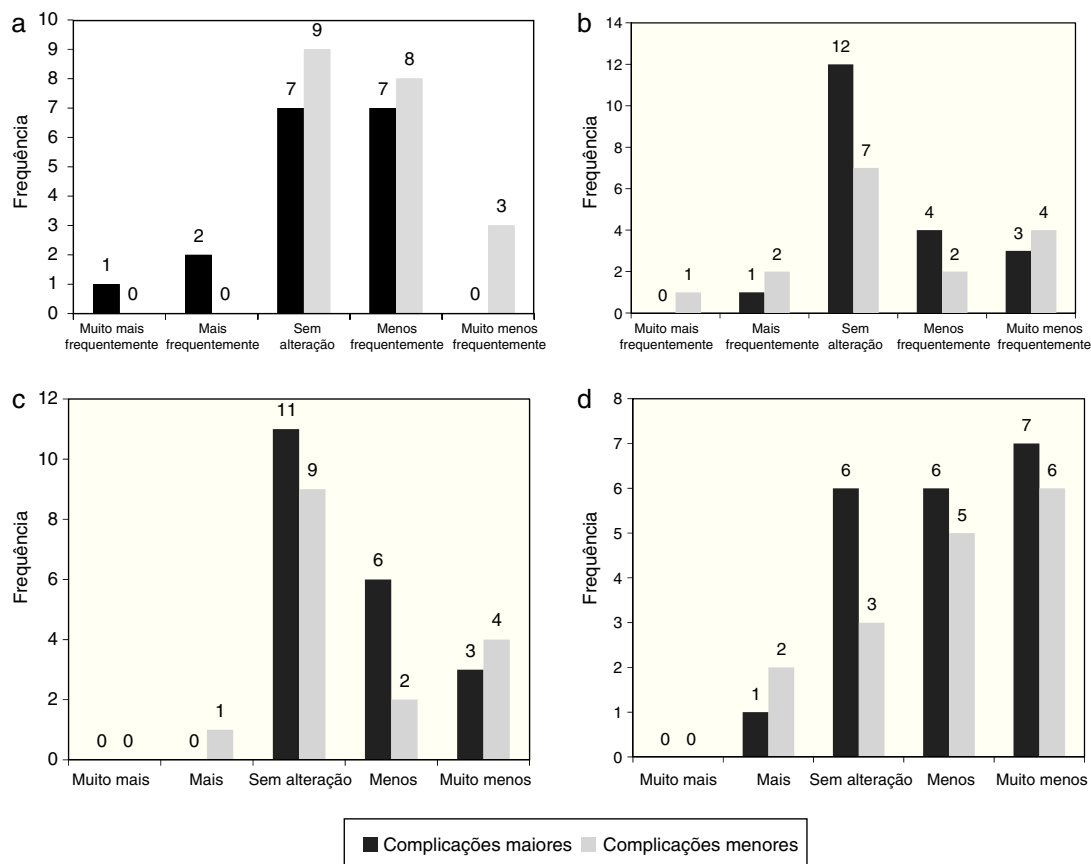 a
Frequência
10
9
8
7
6
5
4
3
2
1
0
1
0
2
0
7
9
7
8
0
3
Muito mais frequentemente
Mais frequentemente
Sem alteração
Menos frequentemente
Muito menos frequentemente
b
Frequência
14
12
10
8
6
4
2
0
0
1
1
2
12
7
4
2
3
4
Muito mais frequentemente
Mais frequentemente
Sem alteração
Menos frequentemente
Muito menos frequentemente
c
Frequência
12
10
8
6
4
2
0
0
0
0
1
11
9
6
2
3
4
Muito mais
Mais
Sem alteração
Menos
Muito menos
d
Frequência
8
7
6
5
4
3
2
1
0
0
0
1
2
6
3
6
5
7
6
Muito mais
Mais
Sem alteração
Menos
Muito menos
Complicações maiores
Complicações menores